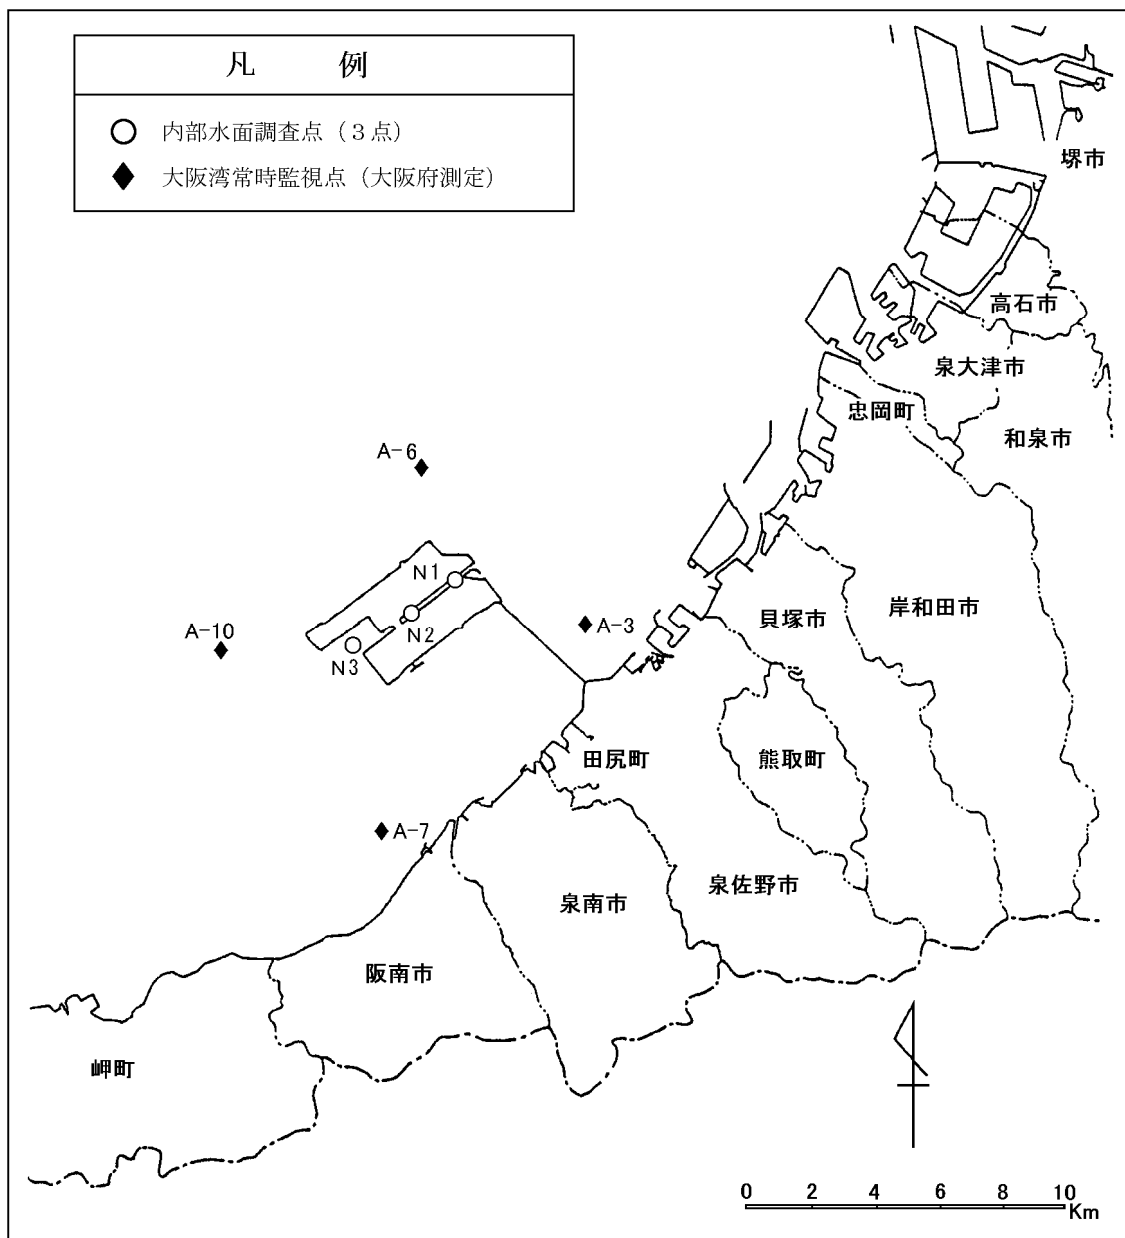 凡 例
内部水面調査点(3点)
大阪湾常時監視点(大阪府測定)
堺市
高石市
泉大津市
忠岡町
和泉市
A-6
N1
N2
N3
A-10
A-3
貝塚市
岸和田市
田尻町
熊取町
A-7
泉佐野市
泉南市
阪南市
岬町
0 2 4 6 8 10
Km